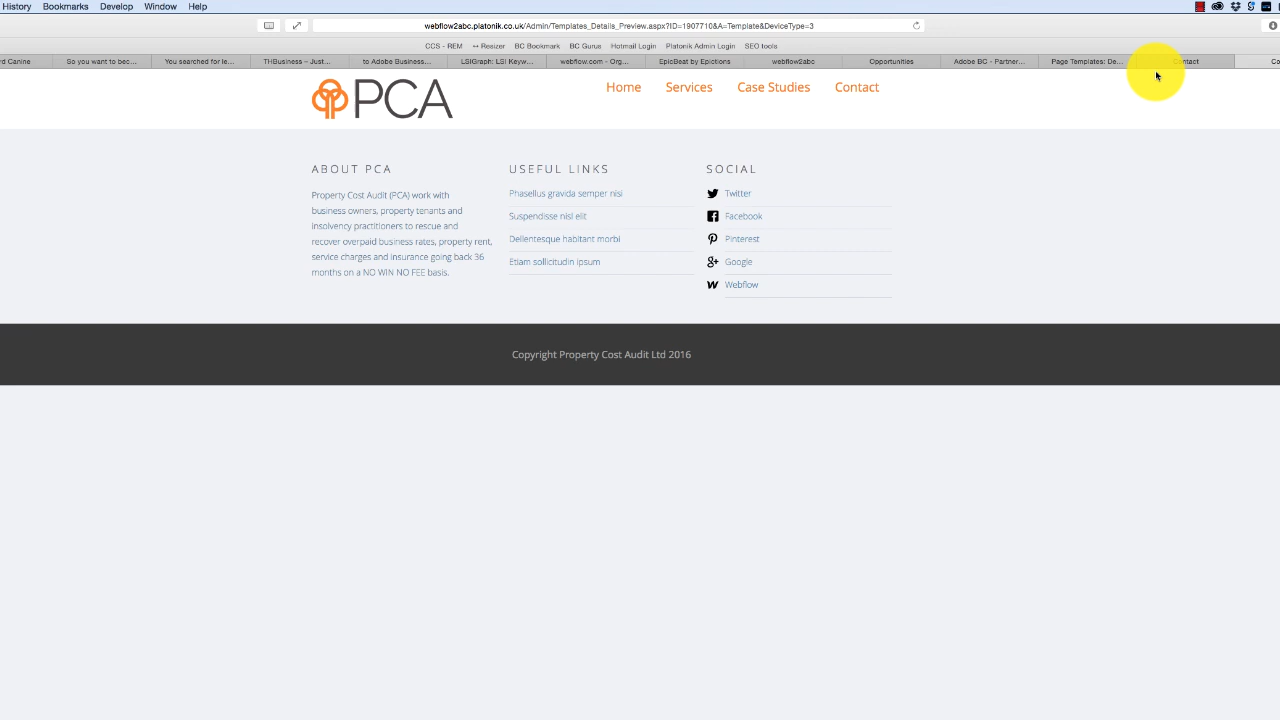 History Bookmarks Develop Window Help
webflow2abc.platonik.co.uk/Admin/Templates_Details_Preview.aspx?ID=1907710&A=Template&DeviceType=3
CCS - REM ↔ Resizer BC Bookmark BC Gurus Hotmail Login Platonik Admin Login SEO tools
rd Canine So you want to bec... You searched for le... THBusiness – Just... to Adobe Business... LSIGraph: LSI Keyw... webflow.com - Org... EpicBeat by Epictions webflow2abc Opportunities Adobe BC - Partner... Page Templates: De... Contact Co
PCA
Home Services Case Studies Contact
ABOUT PCA
Property Cost Audit (PCA) work with
business owners, property tenants and
insolvency practitioners to rescue and
recover overpaid business rates, property rent,
service charges and insurance going back 36
months on a NO WIN NO FEE basis.
USEFUL LINKS
Phasellus gravida semper nisi
Suspendisse nisl elit
Dellentesque habitant morbi
Etiam sollicitudin ipsum
SOCIAL
Twitter
Facebook
Pinterest
Google
Webflow
Copyright Property Cost Audit Ltd 2016